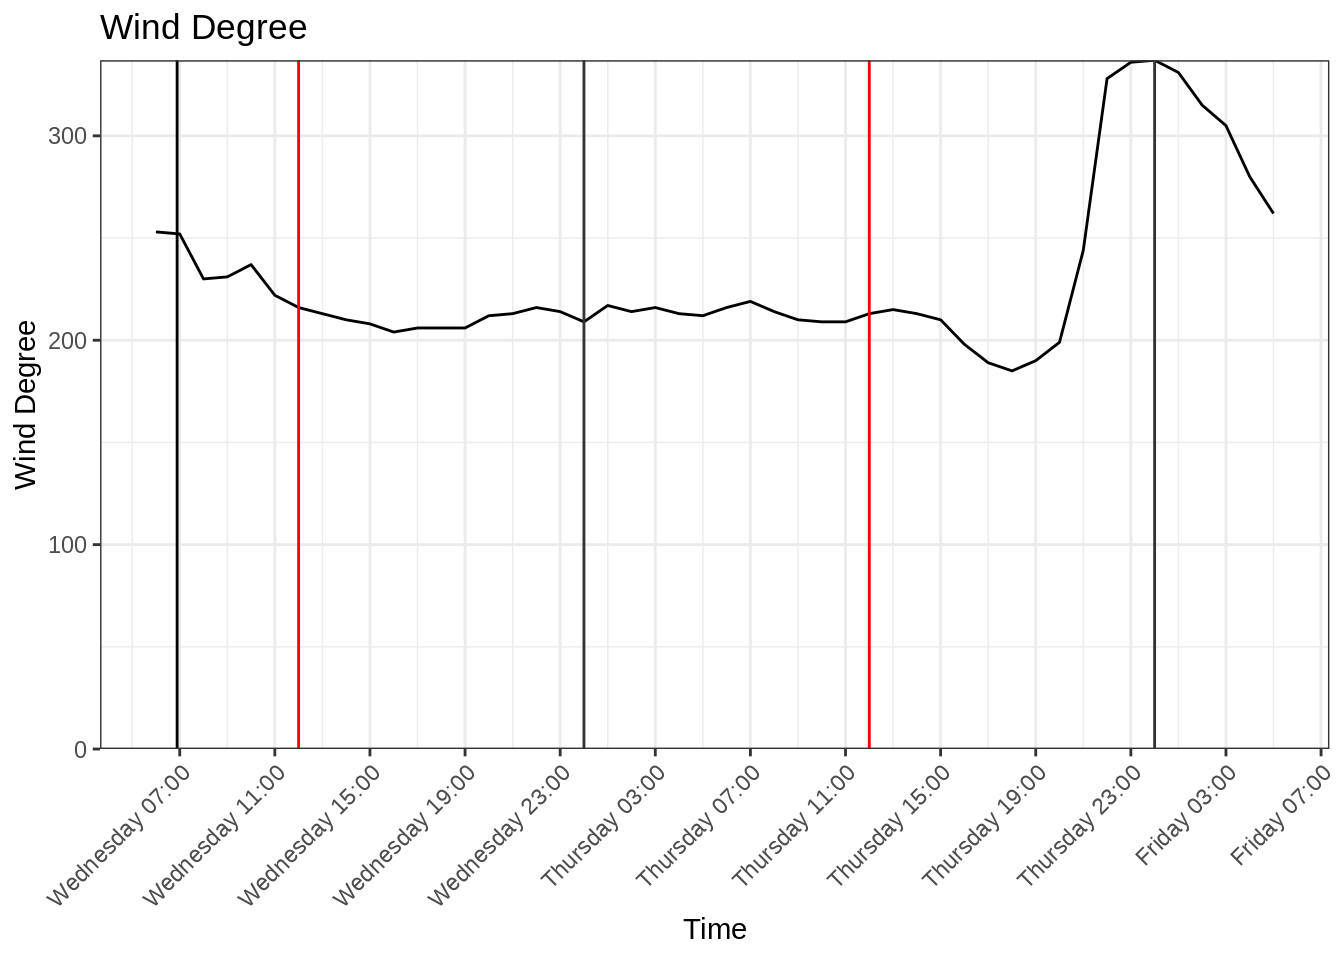 Wind Degree
Wind Degree
300
200
100
0
Wednesday 07:00
Wednesday 11:00
Wednesday 15:00
Wednesday 19:00
Wednesday 23:00
Thursday 03:00
Thursday 07:00
Thursday 11:00
Thursday 15:00
Thursday 19:00
Thursday 23:00
Friday 03:00
Friday 07:00
Time